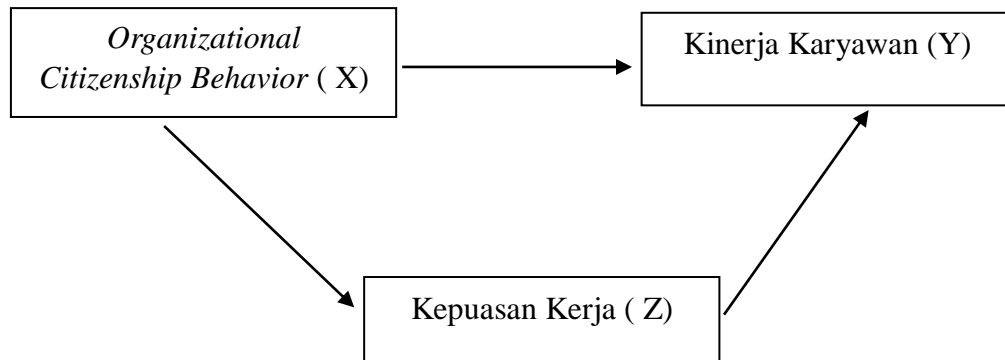 Organizational
Citizenship Behavior ( X)
Kinerja Karyawan (Y)
Kepuasan Kerja ( Z)